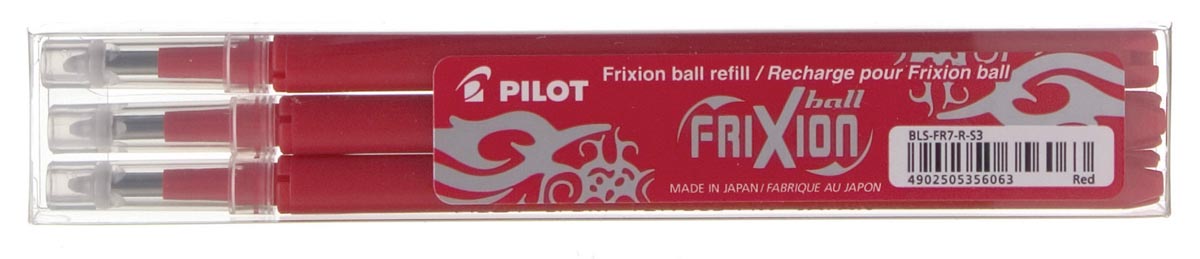 PILOT
Frixion ball refill / Recharge pour Frixion ball
ball
FRIXION
BLS-FR7-R-S3
4902505356063
Red
MADE IN JAPAN / FABRIQUE AU JAPON